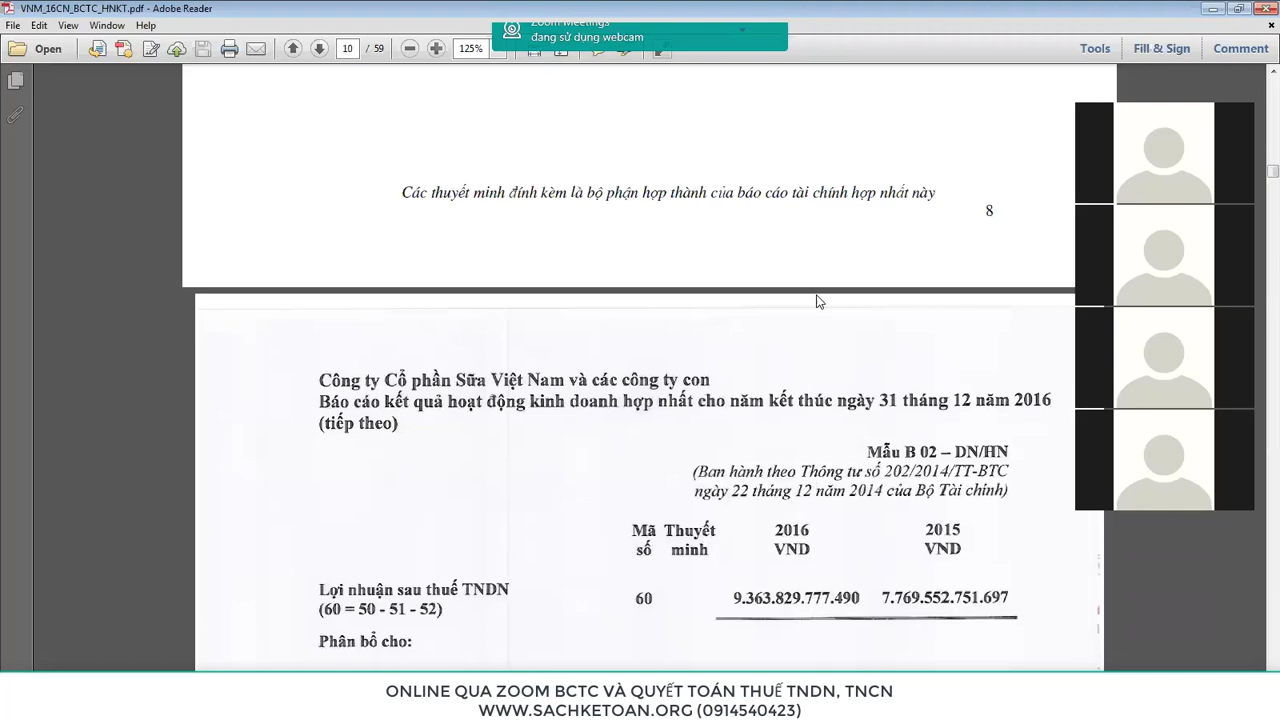 VNM_16CN_BCTC_HNKT.pdf - Adobe Reader
File Edit View Window Help
Zoom Meetings
đang sử dụng webcam
Open 10 / 59 125% Tools Fill & Sign Comment
Các thuyết minh đính kèm là bộ phận hợp thành của báo cáo tài chính hợp nhất này
8
Công ty Cổ phần Sữa Việt Nam và các công ty con
Báo cáo kết quả hoạt động kinh doanh hợp nhất cho năm kết thúc ngày 31 tháng 12 năm 2016
(tiếp theo)
Mẫu B 02 – DN/HN
(Ban hành theo Thông tư số 202/2014/TT-BTC
ngày 22 tháng 12 năm 2014 của Bộ Tài chính)
Mã Thuyết 2016 2015
số minh VND VND
Lợi nhuận sau thuế TNDN
(60 = 50 - 51 - 52) 60 9.363.829.777.490 7.769.552.751.697
Phân bổ cho:
ONLINE QUA ZOOM BCTC VÀ QUYẾT TOÁN THUẾ TNDN, TNCN
WWW.SACHKETOAN.ORG (0914540423)